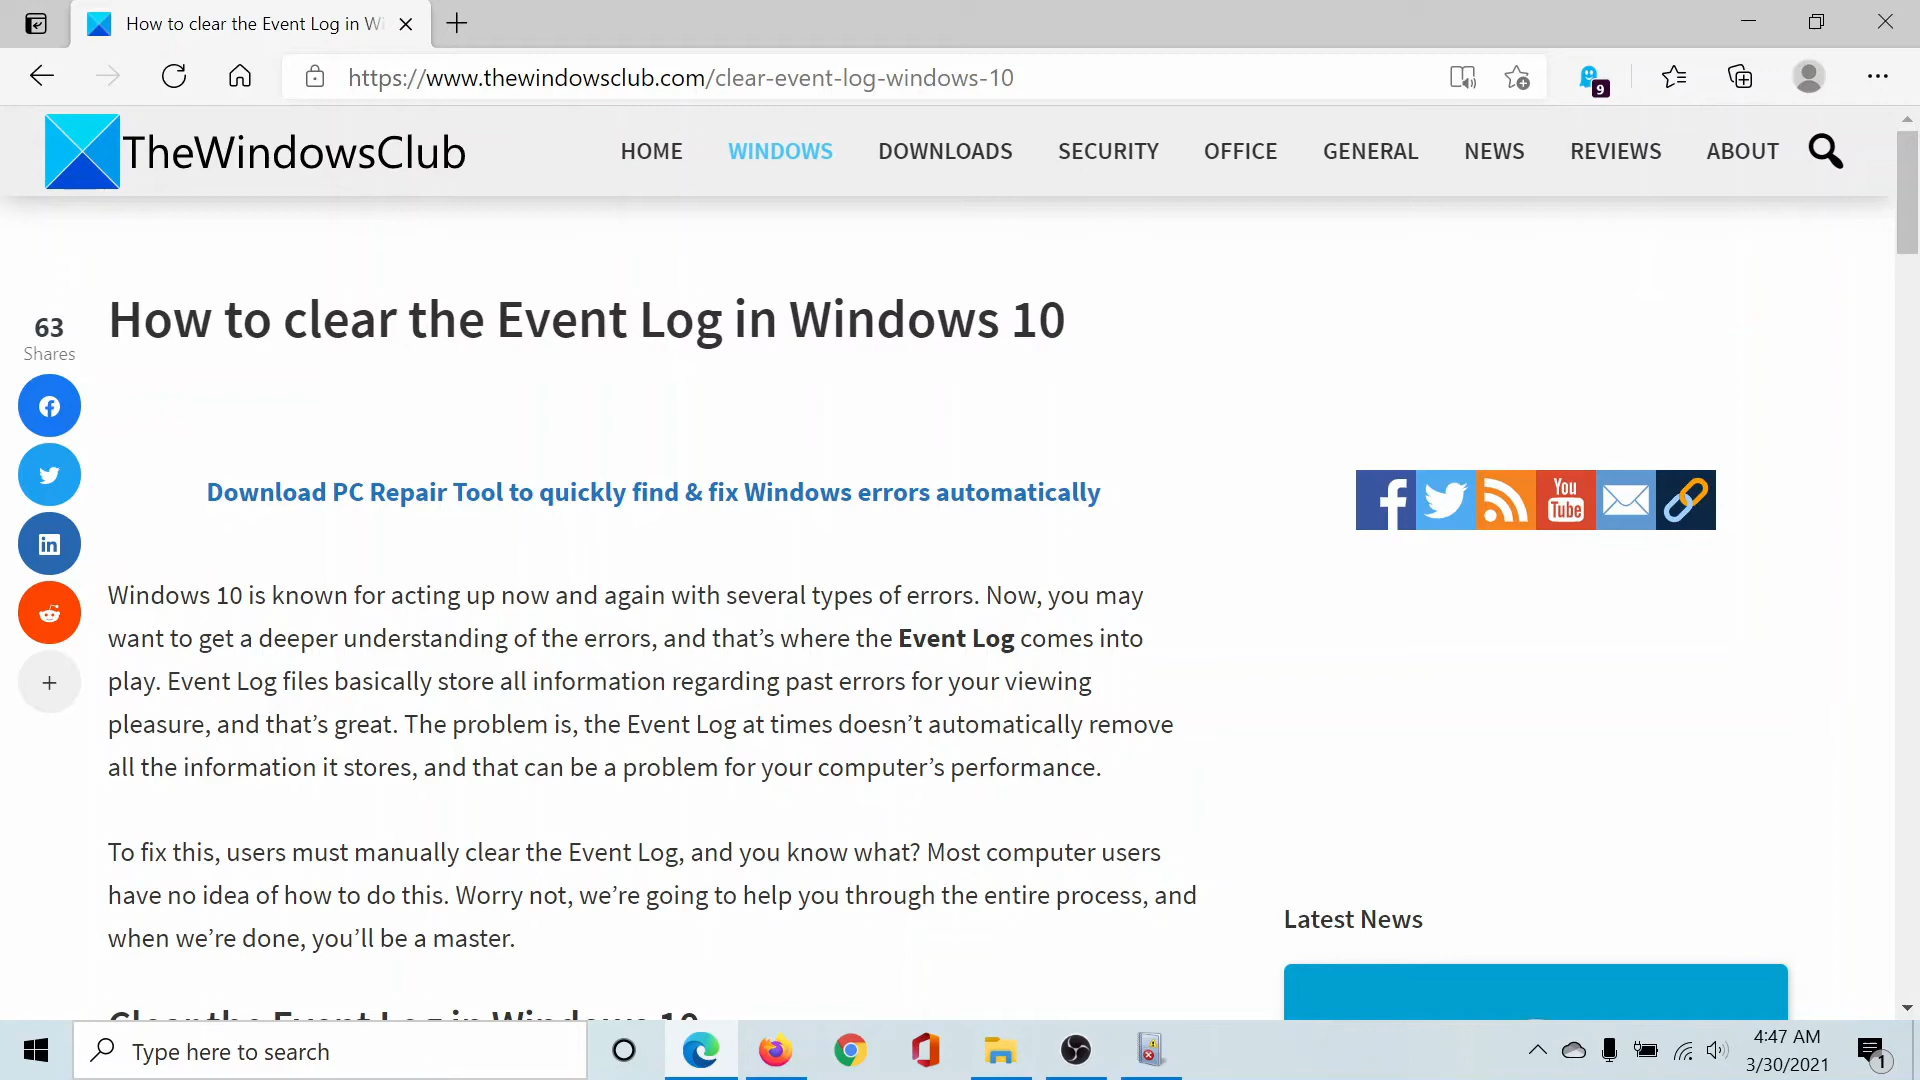 How to clear the Event Log in Wi
https://www.thewindowsclub.com/clear-event-log-windows-10
9
TheWindowsClub
HOME WINDOWS DOWNLOADS SECURITY OFFICE GENERAL NEWS REVIEWS ABOUT
How to clear the Event Log in Windows 10
63
Shares
Download PC Repair Tool to quickly find & fix Windows errors automatically
You
Tube
Windows 10 is known for acting up now and again with several types of errors. Now, you may
want to get a deeper understanding of the errors, and that’s where the Event Log comes into
play. Event Log files basically store all information regarding past errors for your viewing
pleasure, and that’s great. The problem is, the Event Log at times doesn’t automatically remove
all the information it stores, and that can be a problem for your computer’s performance.
To fix this, users must manually clear the Event Log, and you know what? Most computer users
have no idea of how to do this. Worry not, we’re going to help you through the entire process, and
when we’re done, you’ll be a master.
Latest News
Clear the Event Log in Windows 10
Type here to search
4:47 AM
3/30/2021
1